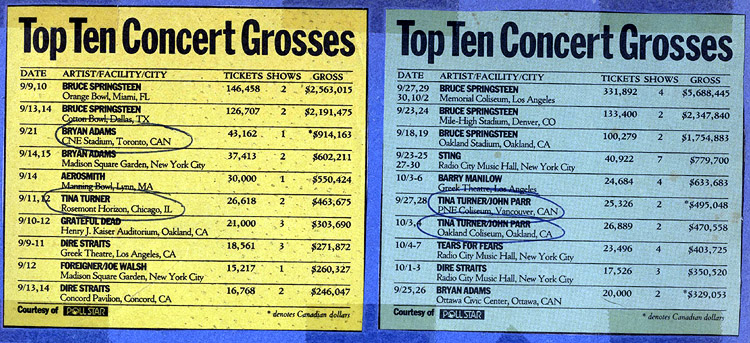 Top Ten Concert Grosses
DATE ARTIST/FACILITY/CITY TICKETS SHOWS GROSS
9/9,10 BRUCE SPRINGSTEEN 146,458 2 $2,563,015
Orange Bowl, Miami, FL
9/13,14 BRUCE SPRINGSTEEN 126,707 2 $2,191,475
Cotton Bowl, Dallas, TX
9/21 BRYAN ADAMS 43,162 1 *$914,163
CNE Stadium, Toronto, CAN
9/14,15 BRYAN ADAMS 37,413 2 $602,211
Madison Square Garden, New York City
9/14 AEROSMITH 30,000 1 $550,424
Manning Bowl, Lynn, MA
9/11,12 TINA TURNER 26,618 2 $463,675
Rosemont Horizon, Chicago, IL
9/10-12 GRATEFUL DEAD 21,000 3 $303,690
Henry J. Kaiser Auditorium, Oakland, CA
9/9-11 DIRE STRAITS 18,561 3 $271,872
Greek Theatre, Los Angeles, CA
9/12 FOREIGNER/JOE WALSH 15,217 1 $260,327
Madison Square Garden, New York City
9/13,14 DIRE STRAITS 16,768 2 $246,047
Concord Pavilion, Concord, CA
Courtesy of POLLSTAR * denotes Canadian dollars
Top Ten Concert Grosses
DATE ARTIST/FACILITY/CITY TICKETS SHOWS GROSS
9/27,29 BRUCE SPRINGSTEEN 331,892 4 $5,688,445
30, 10/2 Memorial Coliseum, Los Angeles
9/23,24 BRUCE SPRINGSTEEN 133,400 2 $2,347,840
Mile-High Stadium, Denver, CO
9/18,19 BRUCE SPRINGSTEEN 100,279 2 $1,754,883
Oakland Stadium, Oakland, CA
9/23-25 STING 40,922 7 $779,700
27-30 Radio City Music Hall, New York City
10/3-6 BARRY MANILOW 24,684 4 $633,683
Greek Theatre, Los Angeles
9/27,28 TINA TURNER/JOHN PARR 25,326 2 *$495,048
PNE Coliseum, Vancouver, CAN
10/3,4 TINA TURNER/JOHN PARR 26,889 2 $470,558
Oakland Coliseum, Oakland, CA
10/4-7 TEARS FOR FEARS 23,496 4 $403,725
Radio City Music Hall, New York City
10/1-3 DIRE STRAITS 17,526 3 $350,520
Radio City Music Hall, New York City
9/25,26 BRYAN ADAMS 20,000 2 *$329,053
Ottawa Civic Center, Ottawa, CAN
Courtesy of POLLSTAR * denotes Canadian dollars